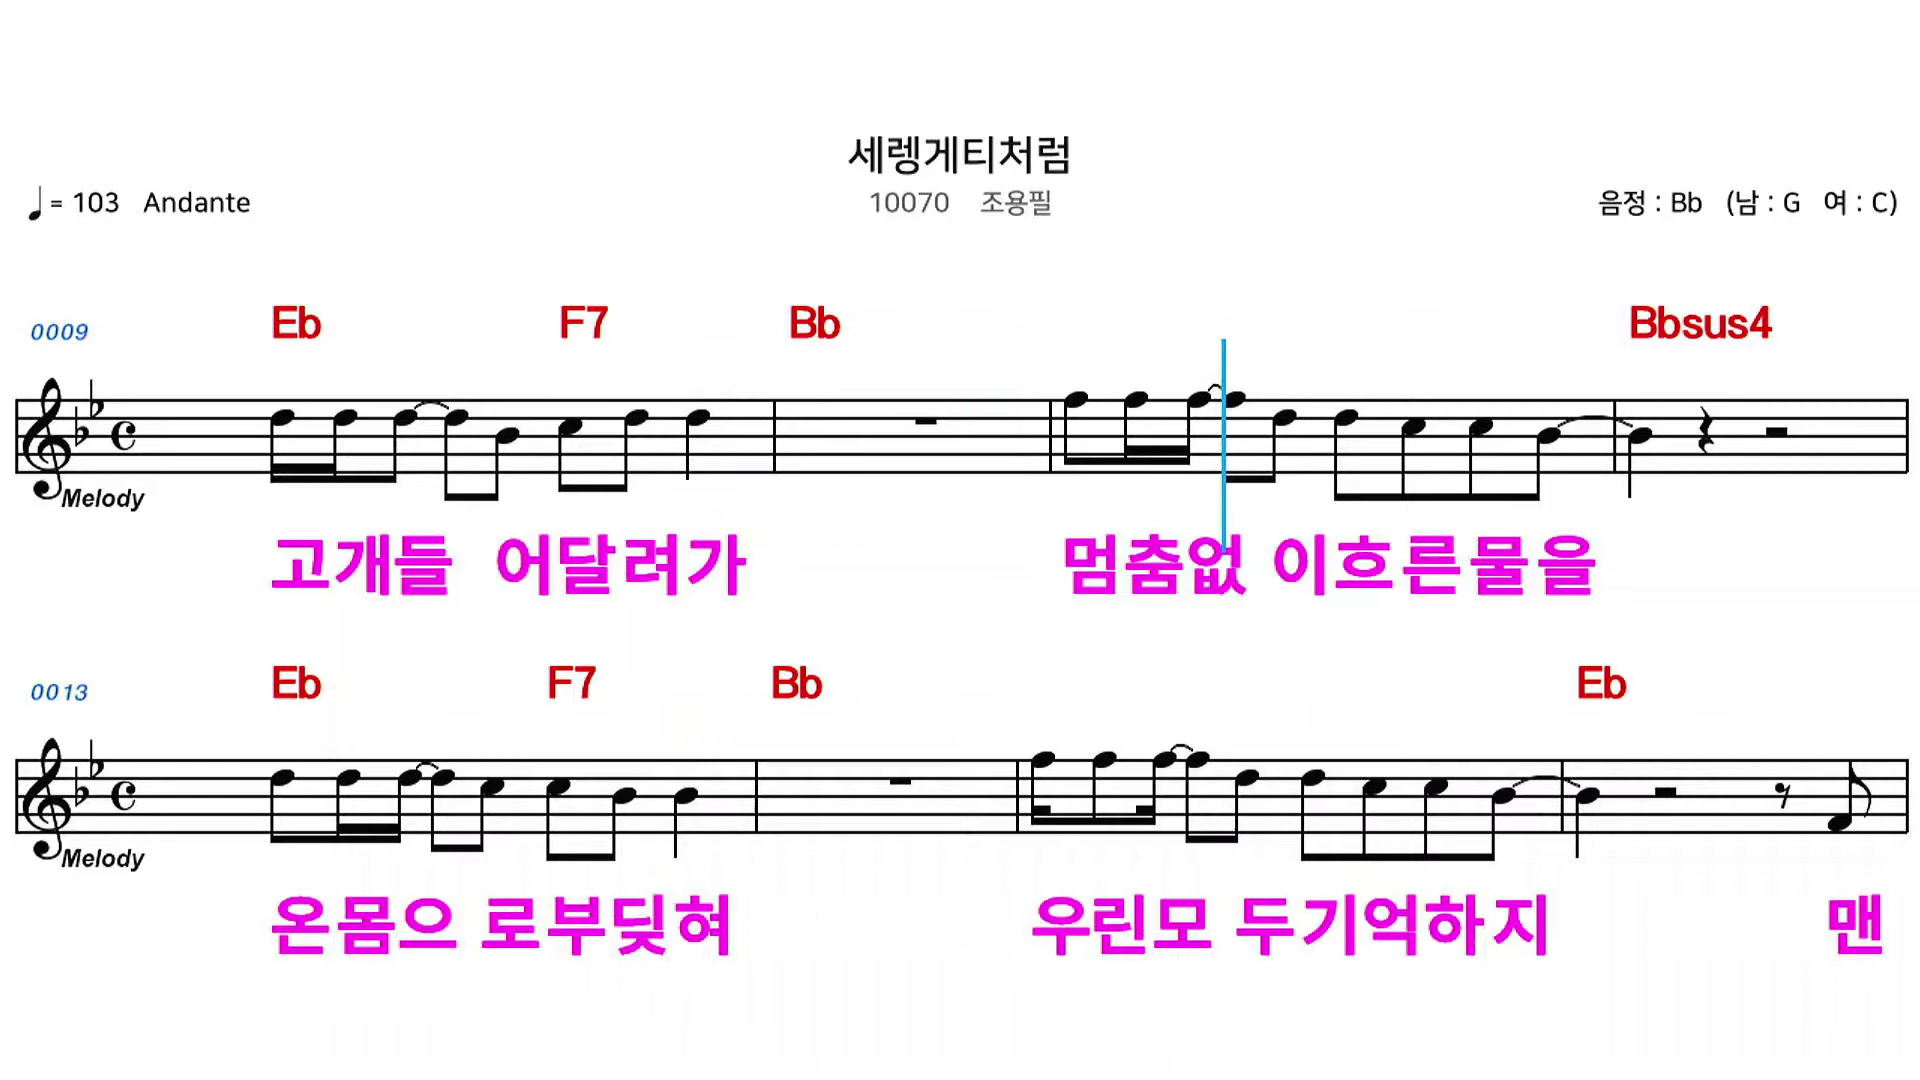 세렝게티처럼
= 103 Andante
10070 조용필
음정 : Bb (남 : G 여 : C)
0009 Eb F7 Bb Bbsus4
Melody
고개들 어달려가 멈춤없 이흐른물을
0013 Eb F7 Bb Eb
Melody
온몸으 로부딪혀 우린모 두기억하지 맨